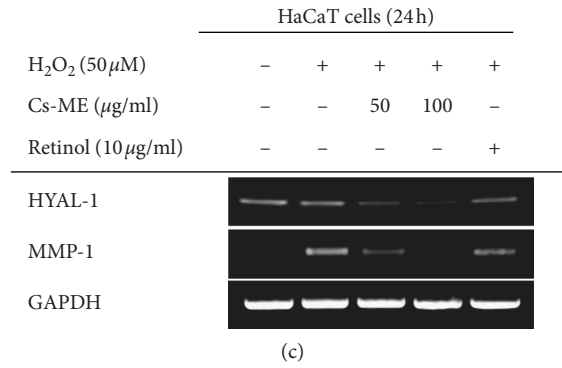 HaCaT cells (24 h)
H₂O₂ (50 μM) – + + + +
Cs-ME (μg/ml) – – 50 100 –
Retinol (10 μg/ml) – – – – +
HYAL-1
MMP-1
GAPDH
(c)